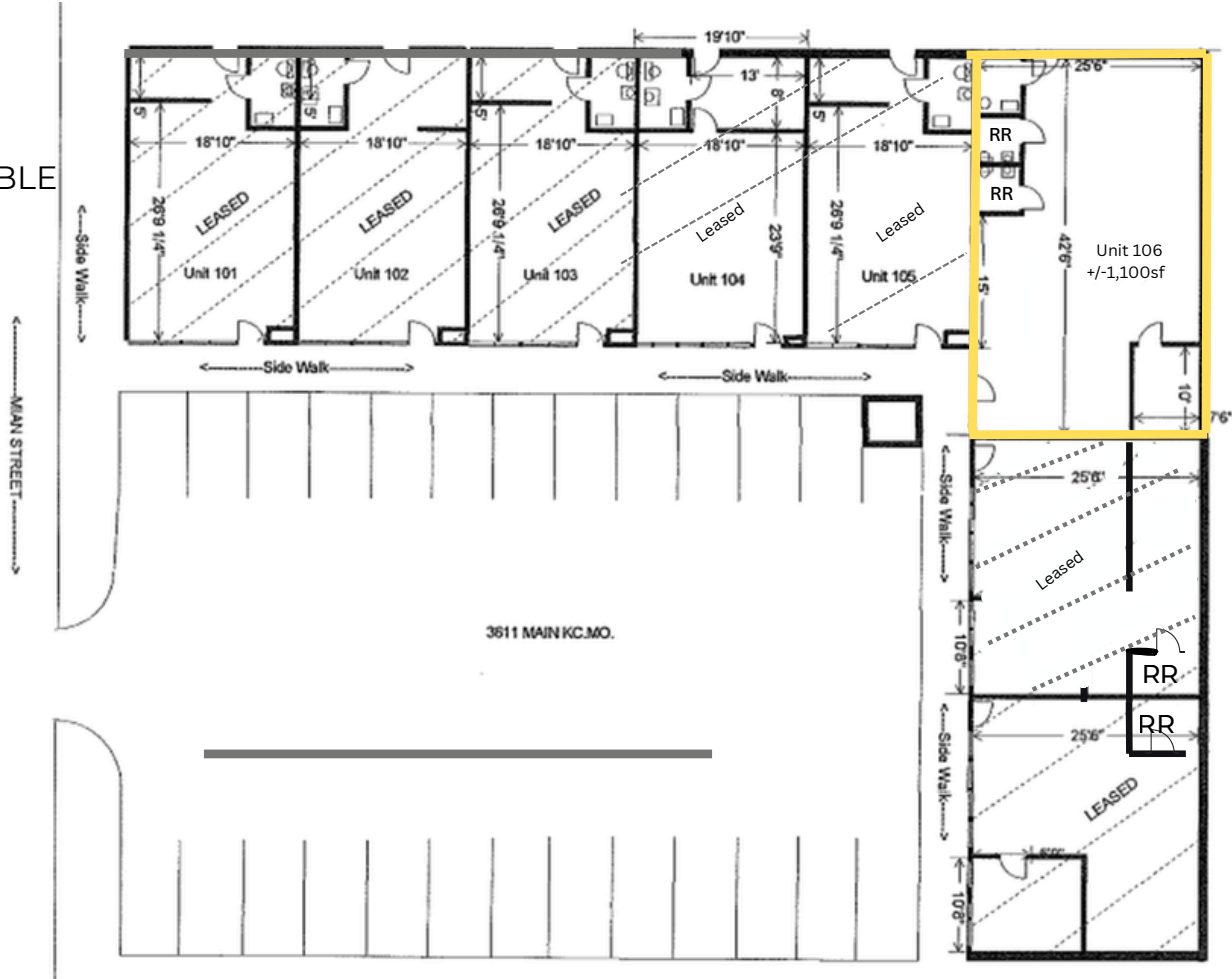 19'10"
13'
25'6"
8'
5'
5'
5'
5'
RR
18'10"
18'10"
18'10"
18'10"
18'10"
BLE
RR
LEASED
LEASED
LEASED
Leased
Leased
26'9 1/4"
26'9 1/4"
23'9"
26'9 1/4"
42'6"
Unit 106
+/-1,100sf
<----Side Walk----->
Unit 101
Unit 102
Unit 103
Unit 104
Unit 105
15'
<-------Side Walk-------->
<-------Side Walk-------->
10'
7'6"
<-------MIAN STREET-------->
25'6"
<----Side Walk----->
Leased
3611 MAIN KC.MO.
10'8"
RR
RR
25'6"
<----Side Walk----->
LEASED
10'8"